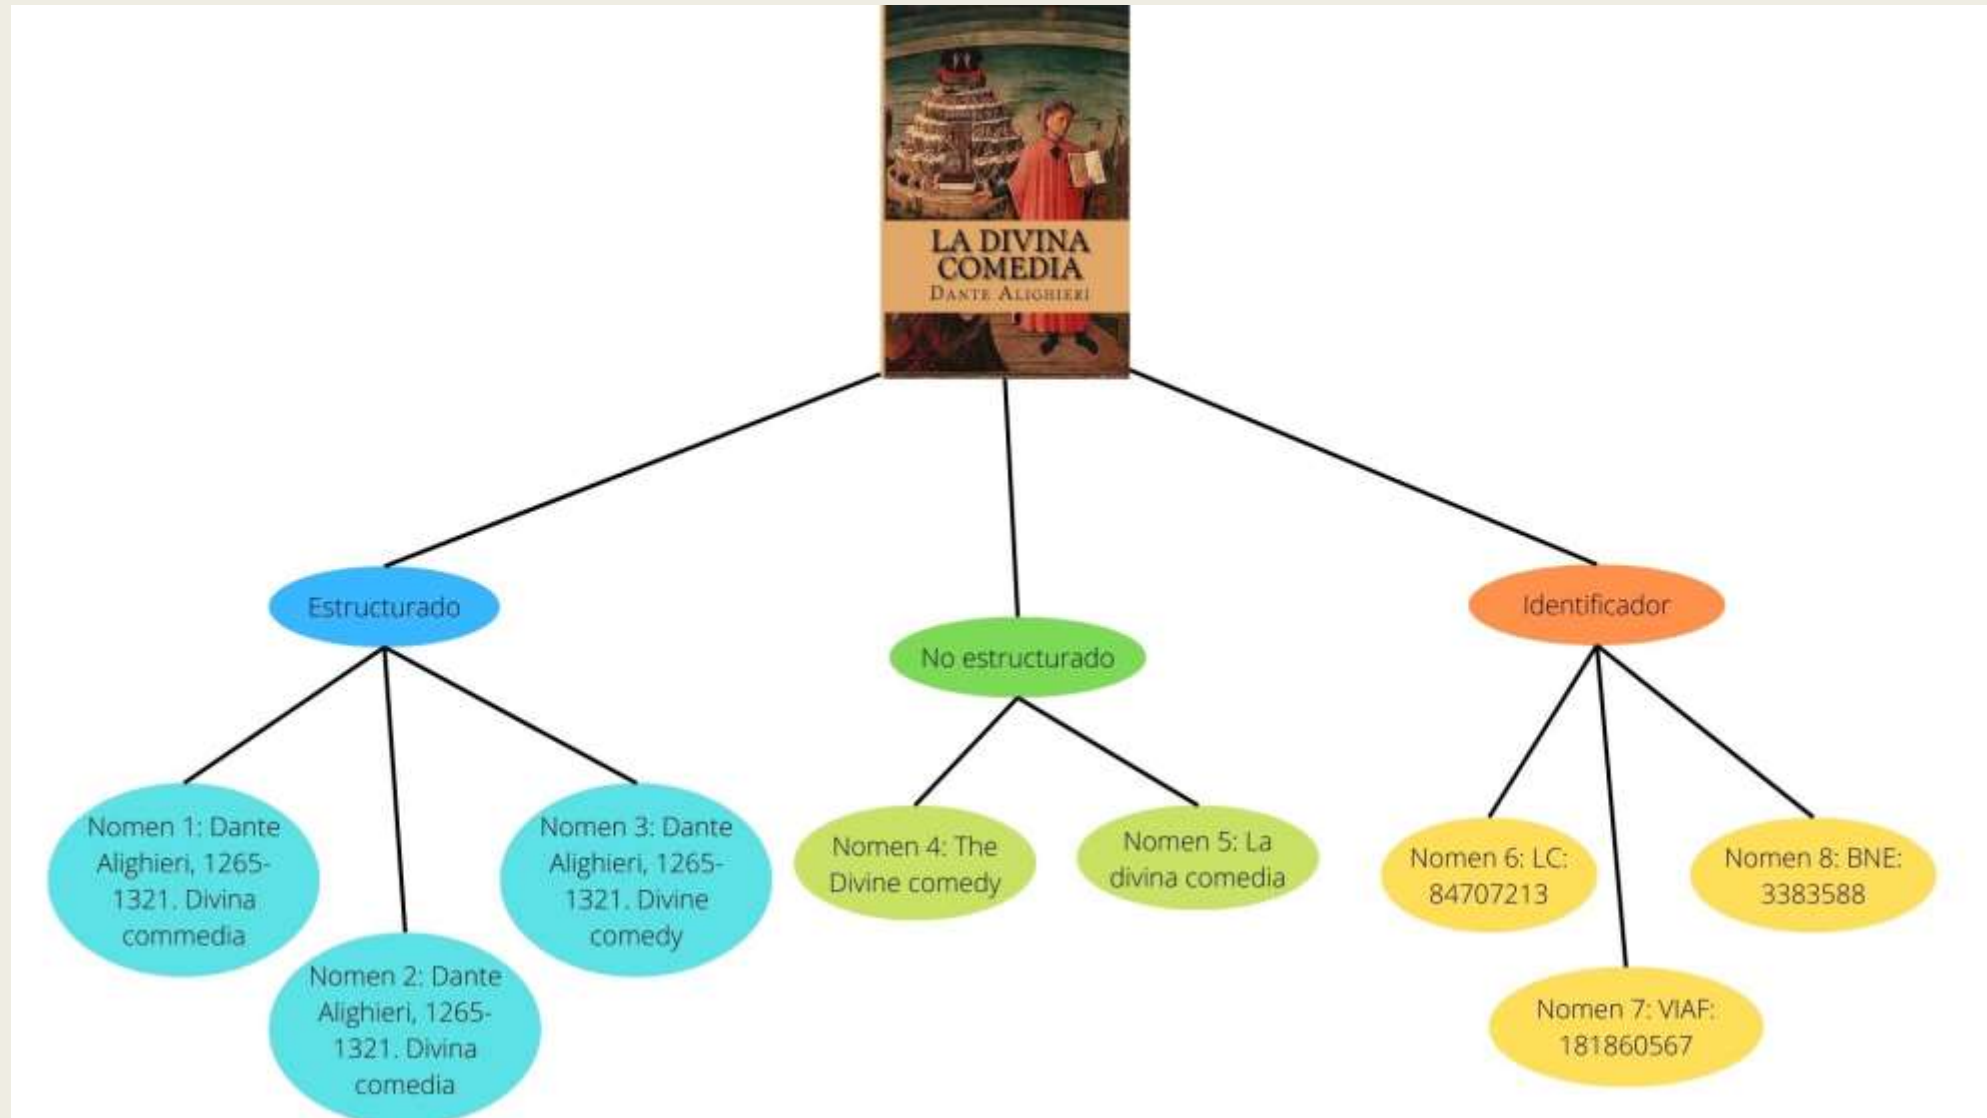 LA DIVINA
COMEDIA
DANTE ALIGHIERI
Estructurado
No estructurado
Identificador
Nomen 1: Dante
Alighieri, 1265-
1321. Divina
commedia
Nomen 2: Dante
Alighieri, 1265-
1321. Divina
comedia
Nomen 3: Dante
Alighieri, 1265-
1321. Divine
comedy
Nomen 4: The
Divine comedy
Nomen 5: La
divina comedia
Nomen 6: LC:
84707213
Nomen 7: VIAF:
181860567
Nomen 8: BNE:
3383588